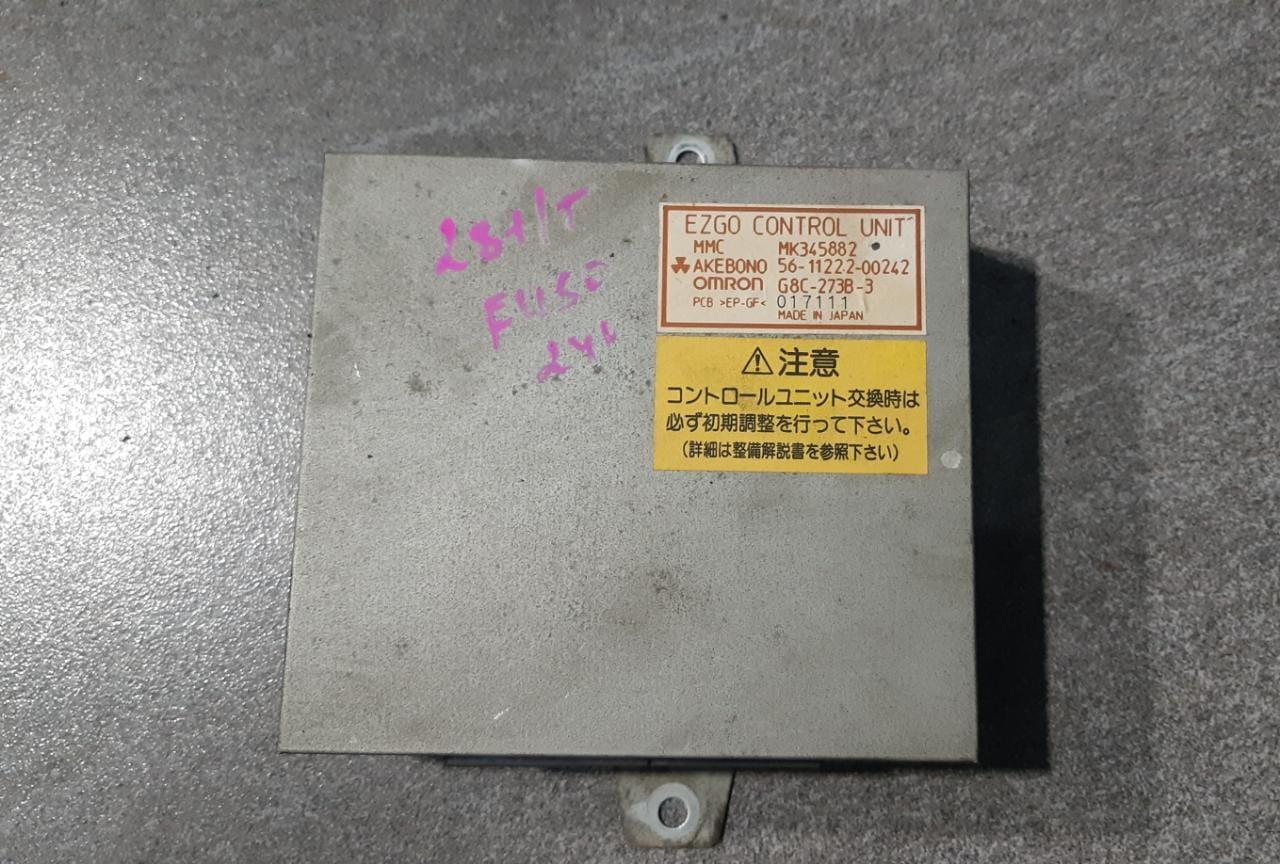 EZGO CONTROL UNIT
MMC MK345882
AKEBONO 56-11222-00242
OMRON G8C-273B-3
PCB >EP-GF< 017111
MADE IN JAPAN
⚠注意
コントロールユニット交換時は
必ず初期調整を行って下さい。
(詳細は整備解説書を参照下さい)
FUSO